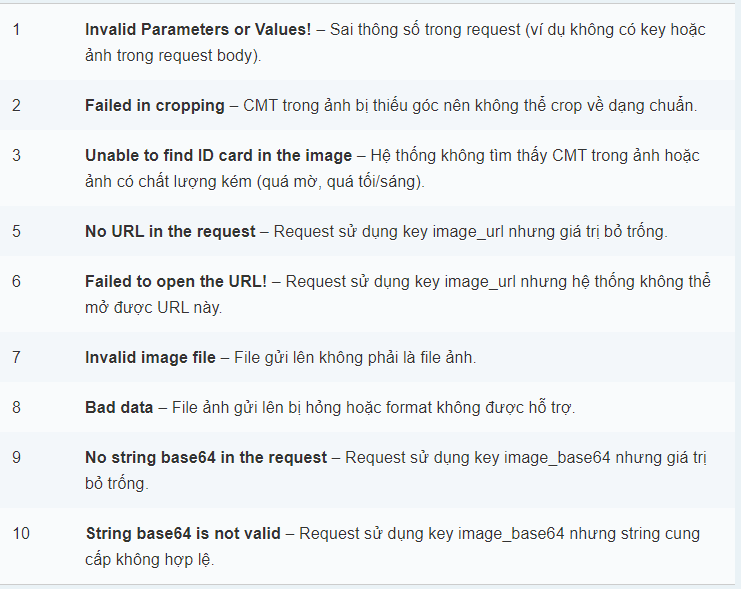 1 Invalid Parameters or Values! – Sai thông số trong request (ví dụ không có key hoặc
ảnh trong request body).
2 Failed in cropping – CMT trong ảnh bị thiếu góc nên không thể crop về dạng chuẩn.
3 Unable to find ID card in the image – Hệ thống không tìm thấy CMT trong ảnh hoặc
ảnh có chất lượng kém (quá mờ, quá tối/sáng).
5 No URL in the request – Request sử dụng key image_url nhưng giá trị bỏ trống.
6 Failed to open the URL! – Request sử dụng key image_url nhưng hệ thống không thể
mở được URL này.
7 Invalid image file – File gửi lên không phải là file ảnh.
8 Bad data – File ảnh gửi lên bị hỏng hoặc format không được hỗ trợ.
9 No string base64 in the request – Request sử dụng key image_base64 nhưng giá trị
bỏ trống.
10 String base64 is not valid – Request sử dụng key image_base64 nhưng string cung
cấp không hợp lệ.